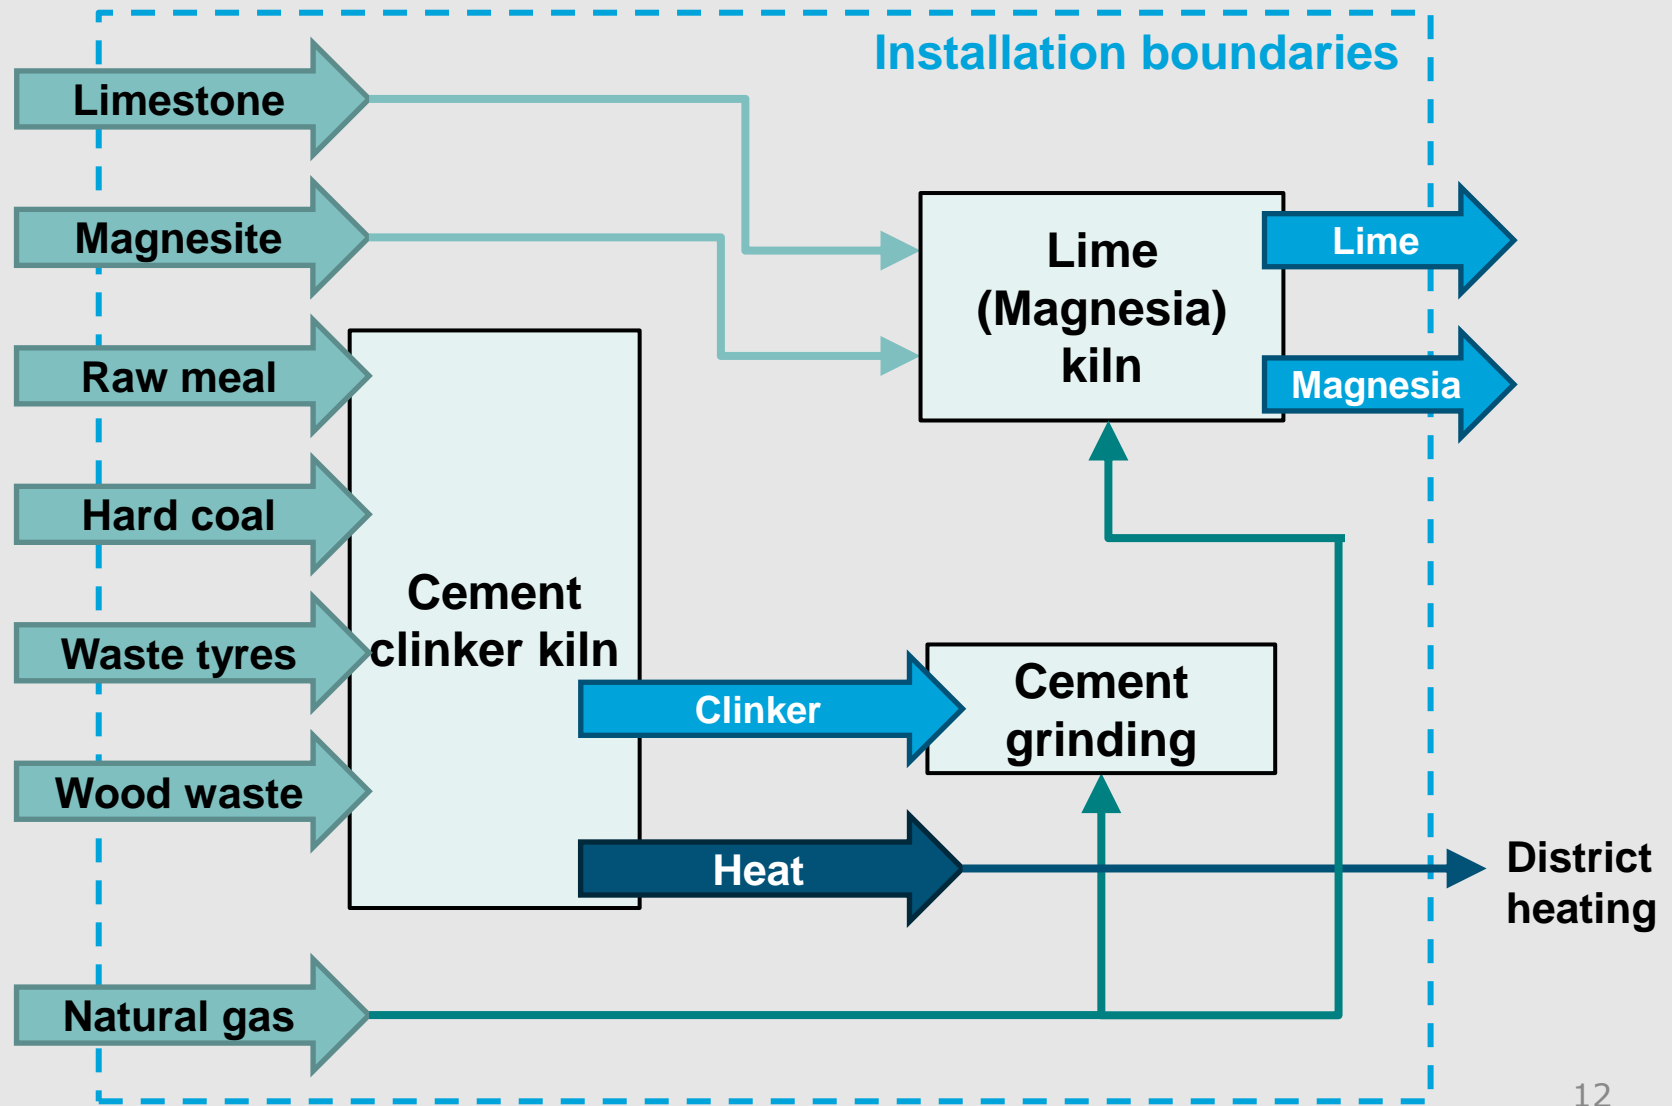 Installation boundaries
Limestone
Magnesite
Raw meal
Hard coal
Waste tyres
Wood waste
Natural gas
Cement
clinker kiln
Clinker
Heat
Lime
(Magnesia)
kiln
Lime
Magnesia
Cement
grinding
District
heating
12